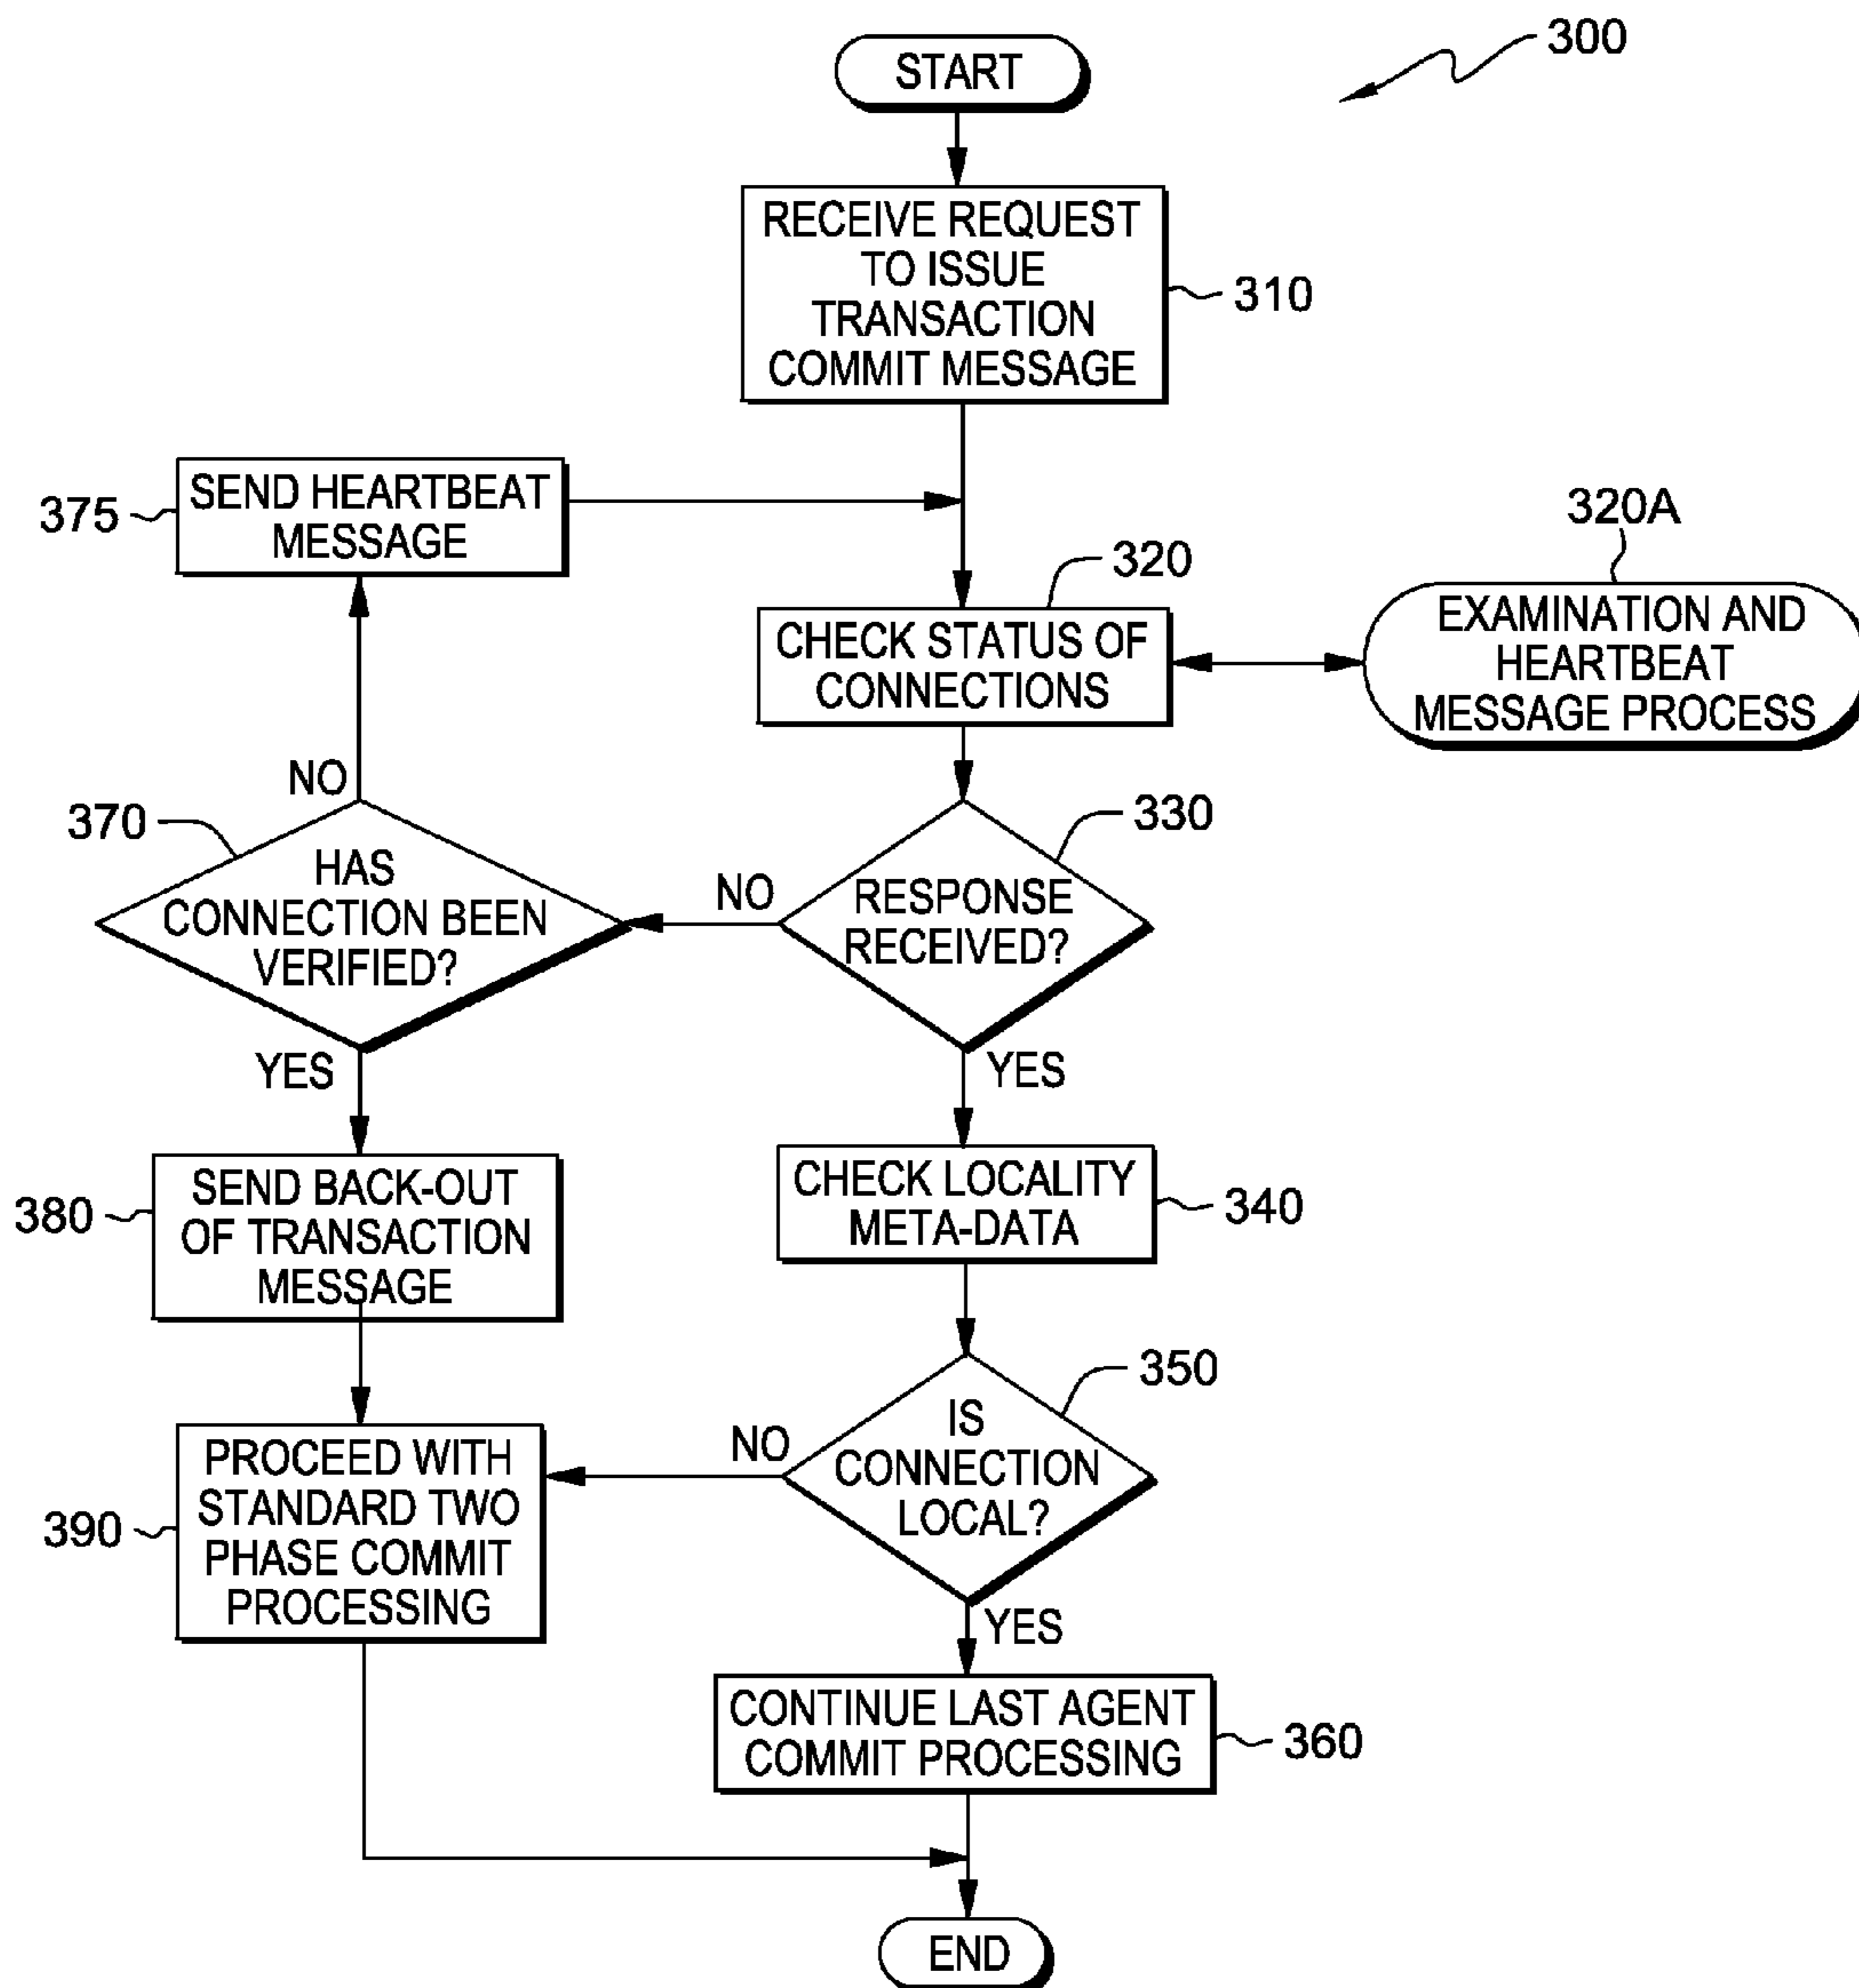 300
START
RECEIVE REQUEST
TO ISSUE
TRANSACTION
COMMIT MESSAGE
310
SEND HEARTBEAT
MESSAGE
375
320
CHECK STATUS OF
CONNECTIONS
320A
EXAMINATION AND
HEARTBEAT
MESSAGE PROCESS
NO
370
HAS
CONNECTION BEEN
VERIFIED?
NO
330
RESPONSE
RECEIVED?
YES
YES
380
SEND BACK-OUT
OF TRANSACTION
MESSAGE
CHECK LOCALITY
META-DATA
340
350
IS
CONNECTION
LOCAL?
NO
390
PROCEED WITH
STANDARD TWO
PHASE COMMIT
PROCESSING
YES
CONTINUE LAST AGENT
COMMIT PROCESSING
360
END